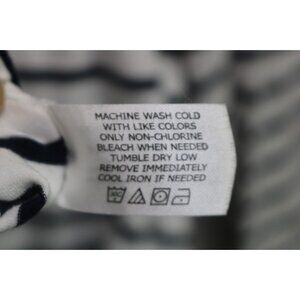 MACHINE WASH COLD
WITH LIKE COLORS
ONLY NON-CHLORINE
BLEACH WHEN NEEDED
TUMBLE DRY LOW
REMOVE IMMEDIATELY
COOL IRON IF NEEDED